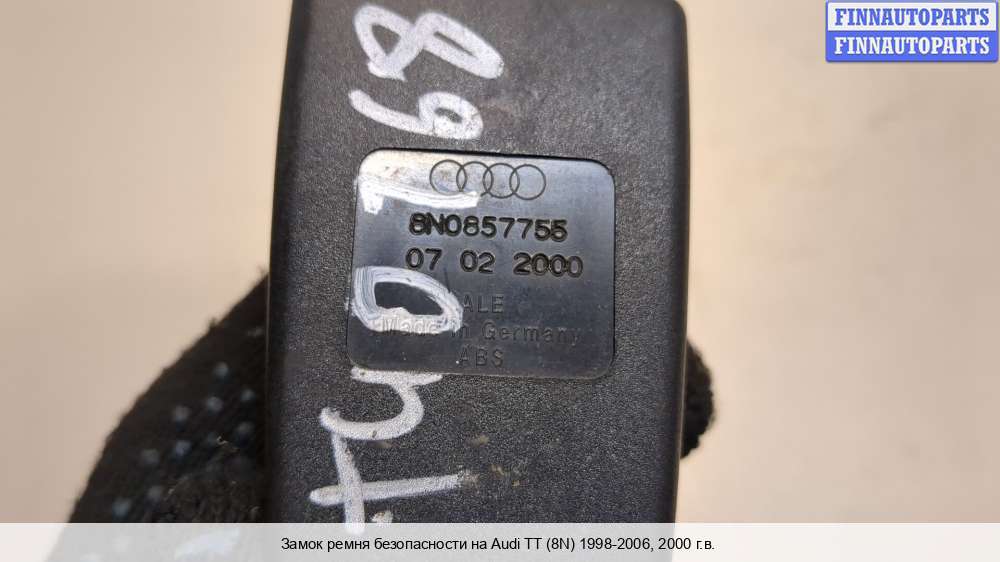 FINNAUTOPARTS
FINNAUTOPARTS
8N0857755
07 02 2000
ALE
Made in Germany
ABS
Замок ремня безопасности на Audi TT (8N) 1998-2006, 2000 г.в.